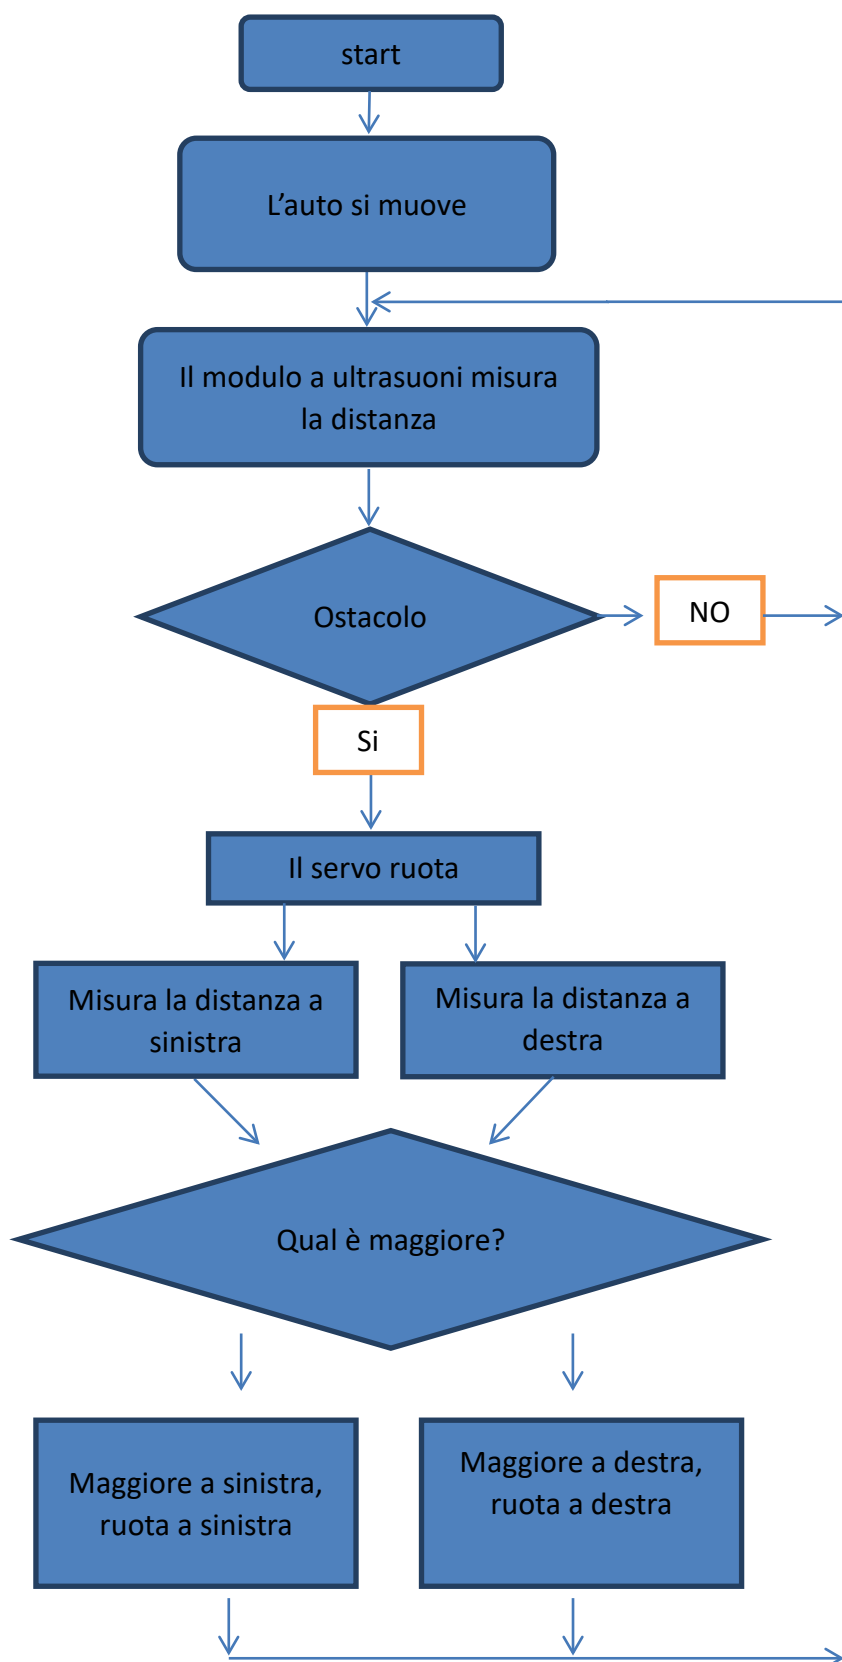 start
L’auto si muove
Il modulo a ultrasuoni misura
la distanza
Ostacolo
NO
Si
Il servo ruota
Misura la distanza a
sinistra
Misura la distanza a
destra
Qual è maggiore?
Maggiore a sinistra,
ruota a sinistra
Maggiore a destra,
ruota a destra